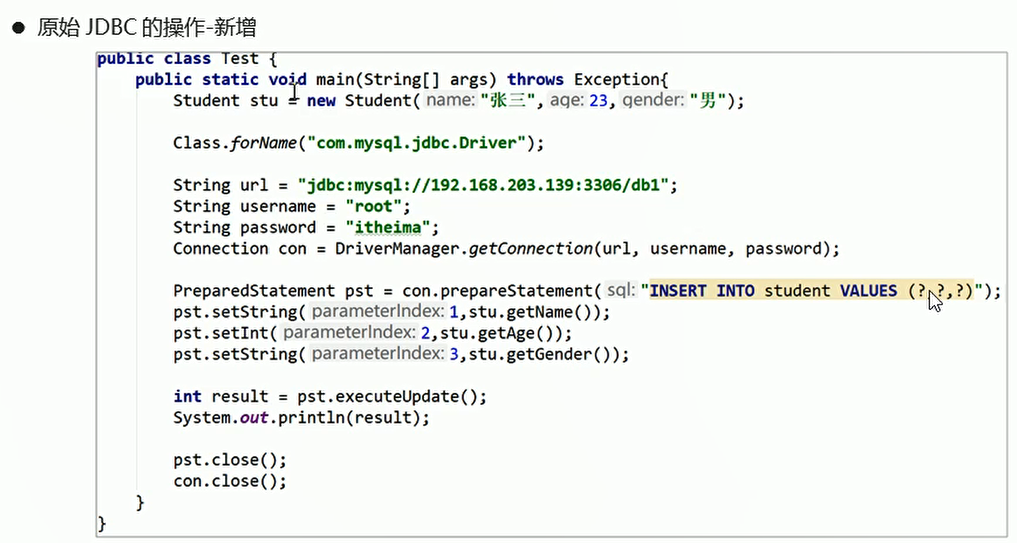 ● 原始 JDBC 的操作-新增
public class Test {
public static void main(String[] args) throws Exception{
Student stu = new Student( name: "张三", age: 23, gender: "男");
Class.forName("com.mysql.jdbc.Driver");
String url = "jdbc:mysql://192.168.203.139:3306/db1";
String username = "root";
String password = "itheima";
Connection con = DriverManager.getConnection(url, username, password);
PreparedStatement pst = con.prepareStatement( sql: "INSERT INTO student VALUES (?,?,?)");
pst.setString( parameterIndex: 1,stu.getName());
pst.setInt( parameterIndex: 2,stu.getAge());
pst.setString( parameterIndex: 3,stu.getGender());
int result = pst.executeUpdate();
System.out.println(result);
pst.close();
con.close();
}
}